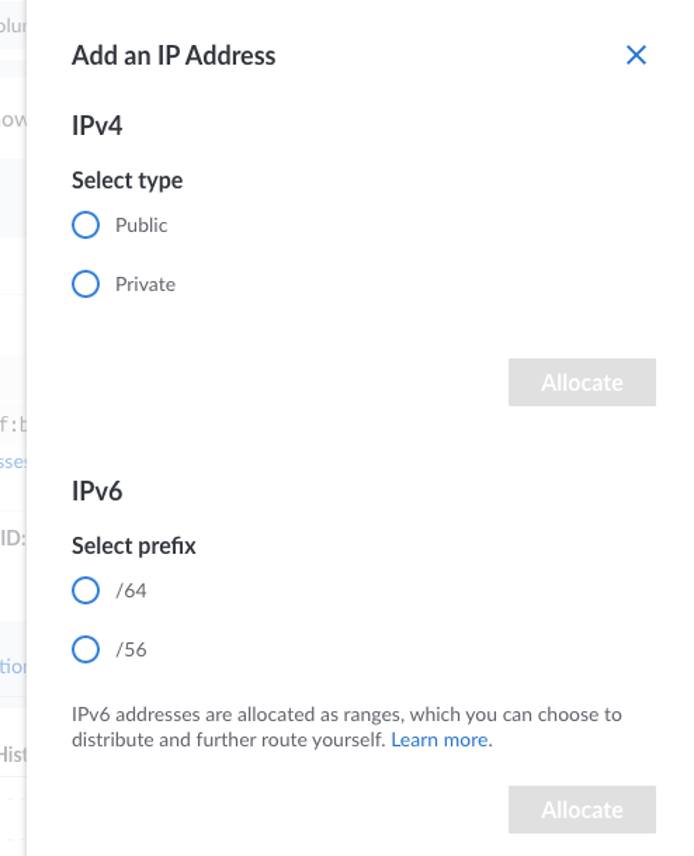 Add an IP Address
IPv4
Select type
Public
Private
Allocate
IPv6
Select prefix
/64
/56
IPv6 addresses are allocated as ranges, which you can choose to
distribute and further route yourself. Learn more.
Allocate
ID: